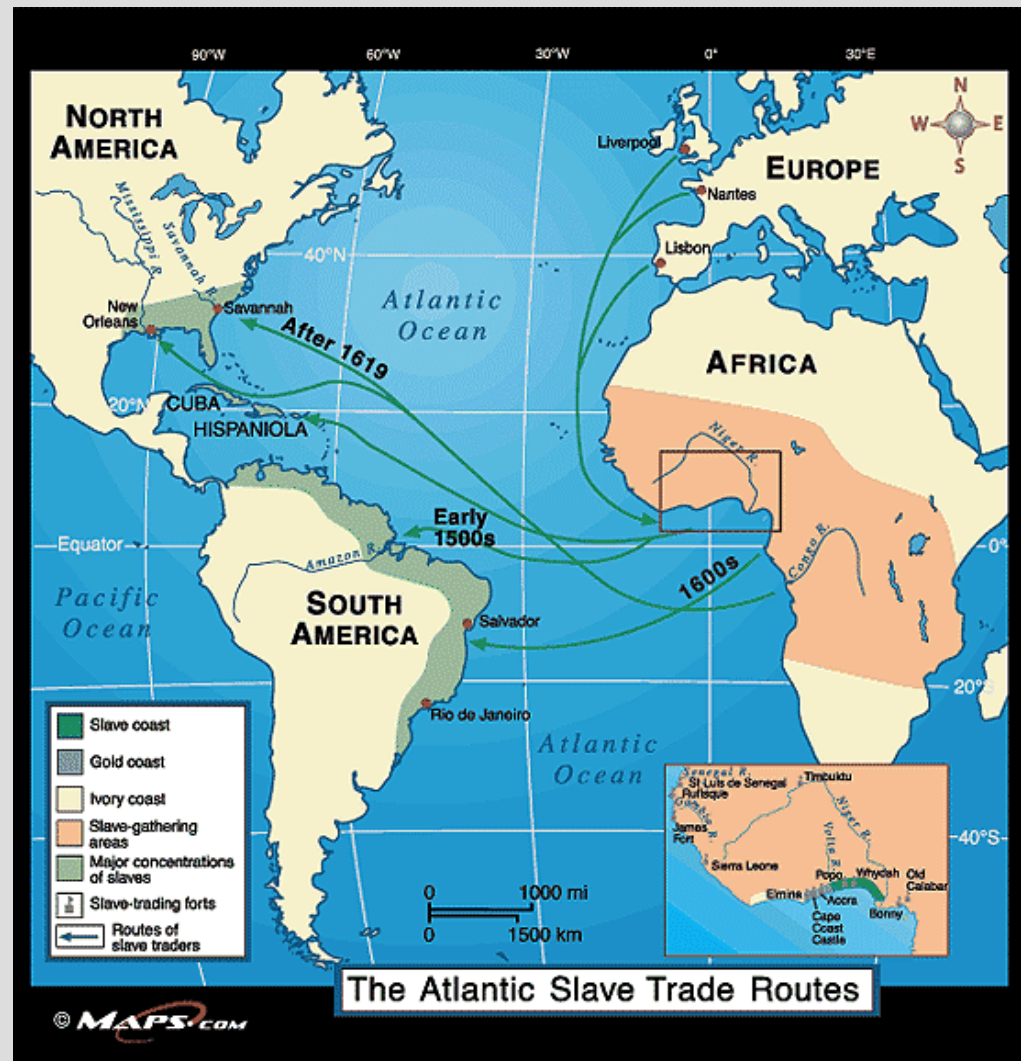 90°W 60°W 30°W 0° 30°E
NORTH
AMERICA
N
W E
S
Liverpool
EUROPE
Nantes
Mississippi R.
Savannah R.
40°N
Lisbon
Atlantic
Ocean
New
Orleans
Savannah
After 1619
AFRICA
20°N
CUBA
HISPANIOLA
Niger R.
Early
1500s
Equator
0°
Amazon R.
Congo R.
1600s
Pacific
Ocean
SOUTH
AMERICA
Salvador
20°S
Rio de Janeiro
Atlantic
Ocean
Slave coast
Gold coast
Ivory coast
Slave-gathering
areas
Major concentrations
of slaves
Slave-trading forts
Routes of
slave traders
0 1000 mi
0 1500 km
Senegal R.
St Luis de Senegal
Rufisque
Gambia R.
James
Fort
Timbuktu
Niger R.
Sierra Leone
Volta R.
Popo
Whydah
Old
Calabar
Elmina
Accra
Bonny
Cape
Coast
Castle
40°S
The Atlantic Slave Trade Routes
© MAPS.COM